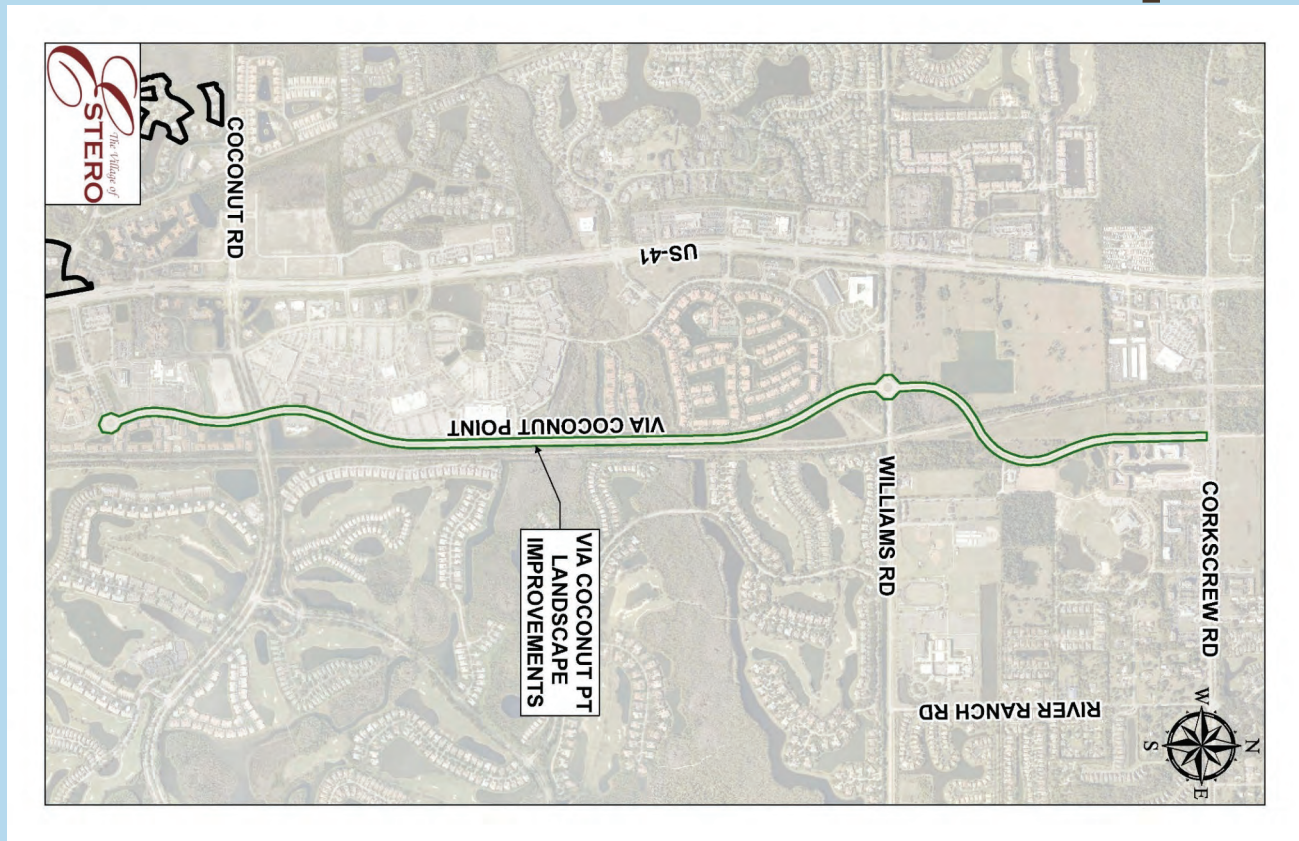 The Village of
ESTERO
COCONUT RD
US-41
VIA COCONUT POINT
WILLIAMS RD
CORKSCREW RD
RIVER RANCH RD
VIA COCONUT PT
LANDSCAPE
IMPROVEMENTS
W
N
S
E